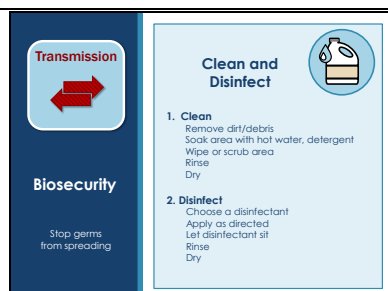 Transmission
Biosecurity
Stop germs
from spreading
Clean and
Disinfect
1. Clean
Remove dirt/debris
Soak area with hot water, detergent
Wipe or scrub area
Rinse
Dry
2. Disinfect
Choose a disinfectant
Apply as directed
Let disinfectant sit
Rinse
Dry